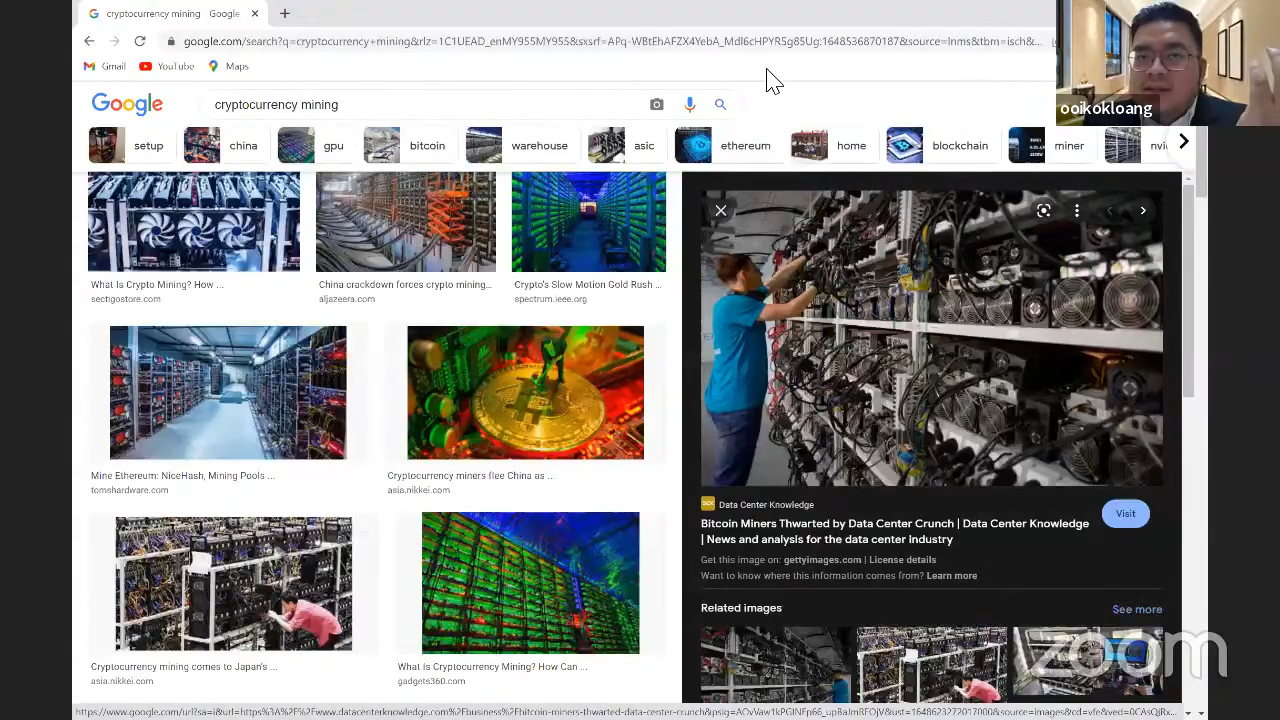 cryptocurrency mining - Google
google.com/search?q=cryptocurrency+mining&rlz=1C1UEAD_enMY955MY955&sxsrf=APq-WBtEhAFZX4YebA_MdI6cHPYR5g85Ug:1648536870187&source=lnms&tbm=isch&...
Gmail YouTube Maps
ooikokloang
Google cryptocurrency mining
setup china gpu bitcoin warehouse asic ethereum home blockchain miner
What Is Crypto Mining? How ...
sectigostore.com
China crackdown forces crypto mining...
aljazeera.com
Crypto's Slow Motion Gold Rush ...
spectrum.ieee.org
Mine Ethereum: NiceHash, Mining Pools ...
tomshardware.com
Cryptocurrency miners flee China as ...
asia.nikkei.com
Cryptocurrency mining comes to Japan's ...
asia.nikkei.com
What Is Cryptocurrency Mining? How Can ...
gadgets360.com
Data Center Knowledge
Bitcoin Miners Thwarted by Data Center Crunch | Data Center Knowledge
| News and analysis for the data center industry
Visit
Get this image on: gettyimages.com | License details
Want to know where this information comes from? Learn more
Related images See more
zoom